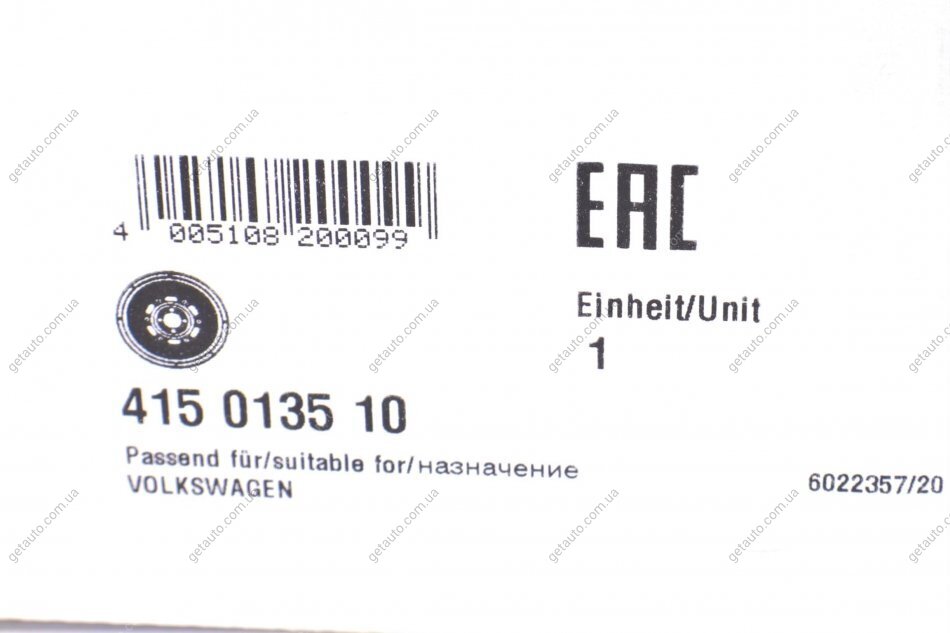 EAC
4 005108 200099
Einheit/Unit
1
415 0135 10
Passend für/suitable for/назначение
VOLKSWAGEN
6022357/20
getauto.com.ua